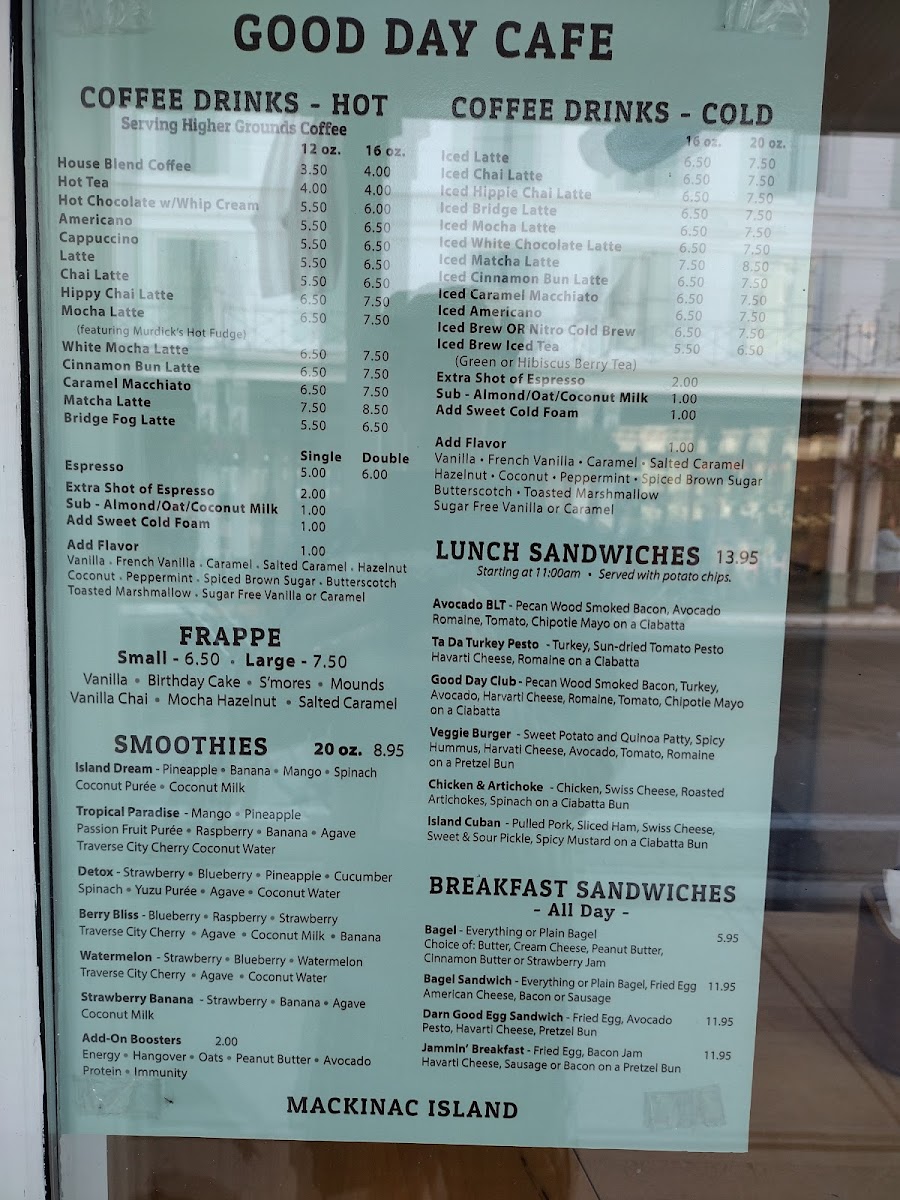 GOOD DAY CAFE
COFFEE DRINKS - HOT
Serving Higher Grounds Coffee
12 oz. 16 oz.
House Blend Coffee 3.50 4.00
Hot Tea 4.00 4.00
Hot Chocolate w/Whip Cream 5.50 6.00
Americano 5.50 6.50
Cappuccino 5.50 6.50
Latte 5.50 6.50
Chai Latte 5.50 6.50
Hippy Chai Latte 6.50 7.50
Mocha Latte 6.50 7.50
(featuring Murdick's Hot Fudge)
White Mocha Latte 6.50 7.50
Cinnamon Bun Latte 6.50 7.50
Caramel Macchiato 6.50 7.50
Matcha Latte 7.50 8.50
Bridge Fog Latte 5.50 6.50
Single Double
Espresso 5.00 6.00
Extra Shot of Espresso 2.00
Sub - Almond/Oat/Coconut Milk 1.00
Add Sweet Cold Foam 1.00
Add Flavor 1.00
Vanilla • French Vanilla • Caramel • Salted Caramel • Hazelnut
Coconut • Peppermint • Spiced Brown Sugar • Butterscotch
Toasted Marshmallow • Sugar Free Vanilla or Caramel
FRAPPE
Small - 6.50 • Large - 7.50
Vanilla • Birthday Cake • S'mores • Mounds
Vanilla Chai • Mocha Hazelnut • Salted Caramel
SMOOTHIES 20 oz. 8.95
Island Dream - Pineapple • Banana • Mango • Spinach
Coconut Purée • Coconut Milk
Tropical Paradise - Mango • Pineapple
Passion Fruit Purée • Raspberry • Banana • Agave
Traverse City Cherry Coconut Water
Detox - Strawberry • Blueberry • Pineapple • Cucumber
Spinach • Yuzu Purée • Agave • Coconut Water
Berry Bliss - Blueberry • Raspberry • Strawberry
Traverse City Cherry • Agave • Coconut Milk • Banana
Watermelon - Strawberry • Blueberry • Watermelon
Traverse City Cherry • Agave • Coconut Water
Strawberry Banana - Strawberry • Banana • Agave
Coconut Milk
Add-On Boosters 2.00
Energy • Hangover • Oats • Peanut Butter • Avocado
Protein • Immunity
COFFEE DRINKS - COLD
16 oz. 20 oz.
Iced Latte 6.50 7.50
Iced Chai Latte 6.50 7.50
Iced Hippie Chai Latte 6.50 7.50
Iced Bridge Latte 6.50 7.50
Iced Mocha Latte 6.50 7.50
Iced White Chocolate Latte 6.50 7.50
Iced Matcha Latte 7.50 8.50
Iced Cinnamon Bun Latte 6.50 7.50
Iced Caramel Macchiato 6.50 7.50
Iced Americano 6.50 7.50
Iced Brew OR Nitro Cold Brew 6.50 7.50
Iced Brew Iced Tea 5.50 6.50
(Green or Hibiscus Berry Tea)
Extra Shot of Espresso 2.00
Sub - Almond/Oat/Coconut Milk 1.00
Add Sweet Cold Foam 1.00
Add Flavor 1.00
Vanilla • French Vanilla • Caramel • Salted Caramel
Hazelnut • Coconut • Peppermint • Spiced Brown Sugar
Butterscotch • Toasted Marshmallow
Sugar Free Vanilla or Caramel
LUNCH SANDWICHES 13.95
Starting at 11:00am • Served with potato chips.
Avocado BLT - Pecan Wood Smoked Bacon, Avocado
Romaine, Tomato, Chipotle Mayo on a Ciabatta
Ta Da Turkey Pesto - Turkey, Sun-dried Tomato Pesto
Havarti Cheese, Romaine on a Ciabatta
Good Day Club - Pecan Wood Smoked Bacon, Turkey,
Avocado, Harvarti Cheese, Romaine, Tomato, Chipotle Mayo
on a Ciabatta
Veggie Burger - Sweet Potato and Quinoa Patty, Spicy
Hummus, Harvati Cheese, Avocado, Tomato, Romaine
on a Pretzel Bun
Chicken & Artichoke - Chicken, Swiss Cheese, Roasted
Artichokes, Spinach on a Ciabatta Bun
Island Cuban - Pulled Pork, Sliced Ham, Swiss Cheese,
Sweet & Sour Pickle, Spicy Mustard on a Ciabatta Bun
BREAKFAST SANDWICHES
- All Day -
Bagel - Everything or Plain Bagel 5.95
Choice of: Butter, Cream Cheese, Peanut Butter,
Cinnamon Butter or Strawberry Jam
Bagel Sandwich - Everything or Plain Bagel, Fried Egg 11.95
American Cheese, Bacon or Sausage
Darn Good Egg Sandwich - Fried Egg, Avocado 11.95
Pesto, Havarti Cheese, Pretzel Bun
Jammin' Breakfast - Fried Egg, Bacon Jam 11.95
Havarti Cheese, Sausage or Bacon on a Pretzel Bun
MACKINAC ISLAND